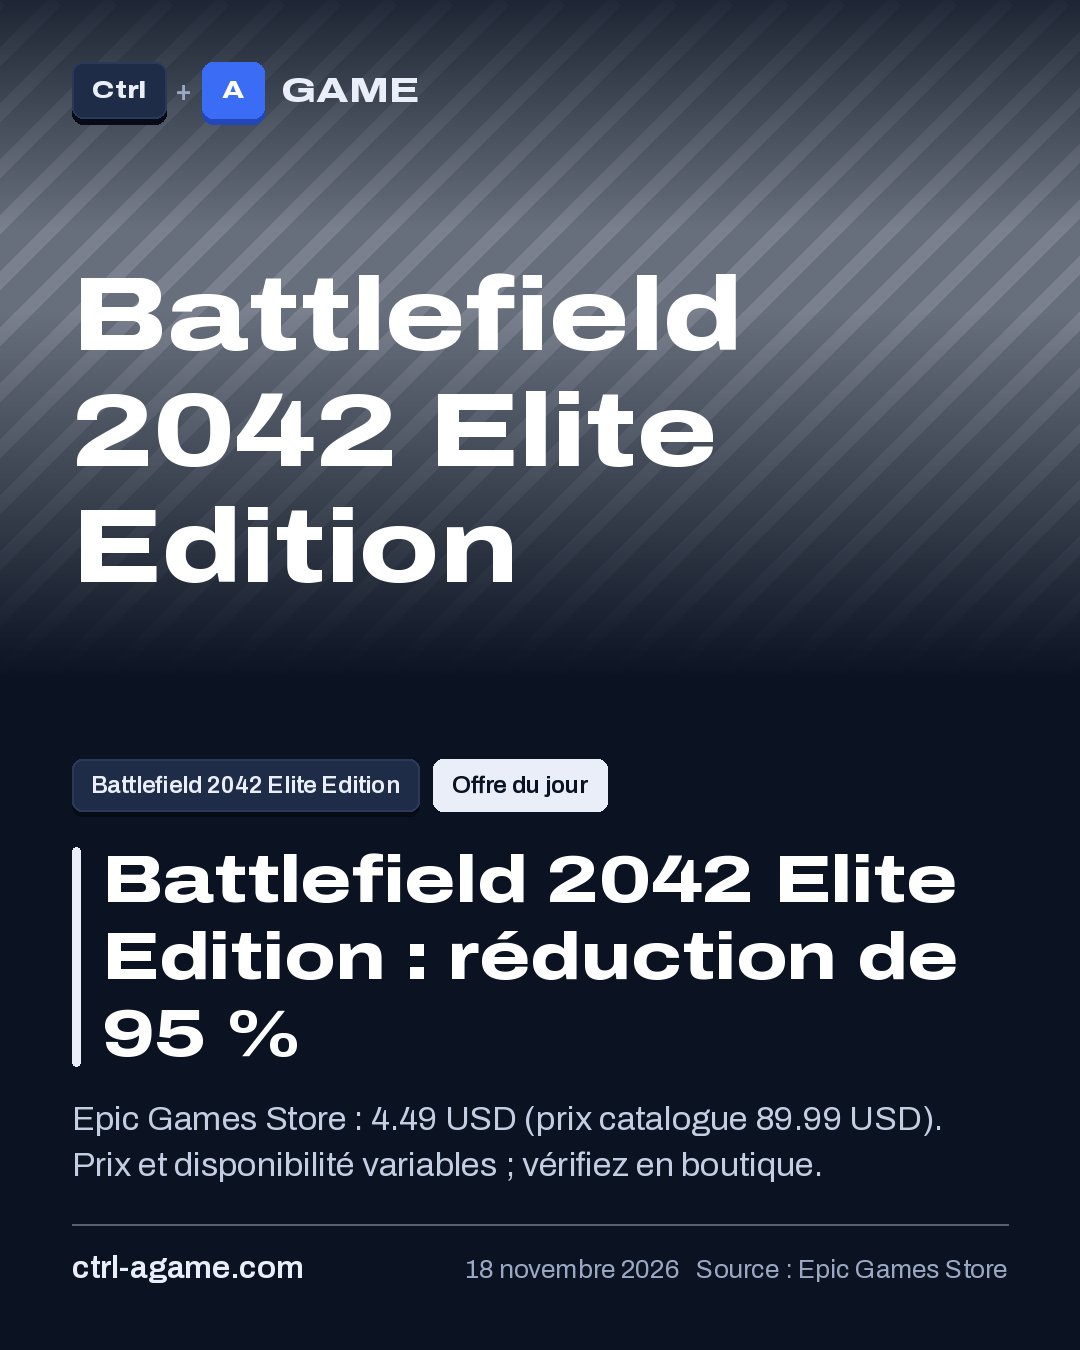 Ctrl + A GAME
Battlefield
2042 Elite
Edition
Battlefield 2042 Elite Edition
Offre du jour
Battlefield 2042 Elite
Edition : réduction de
95 %
Epic Games Store : 4.49 USD (prix catalogue 89.99 USD).
Prix et disponibilité variables ; vérifiez en boutique.
ctrl-agame.com
18 novembre 2026 Source : Epic Games Store